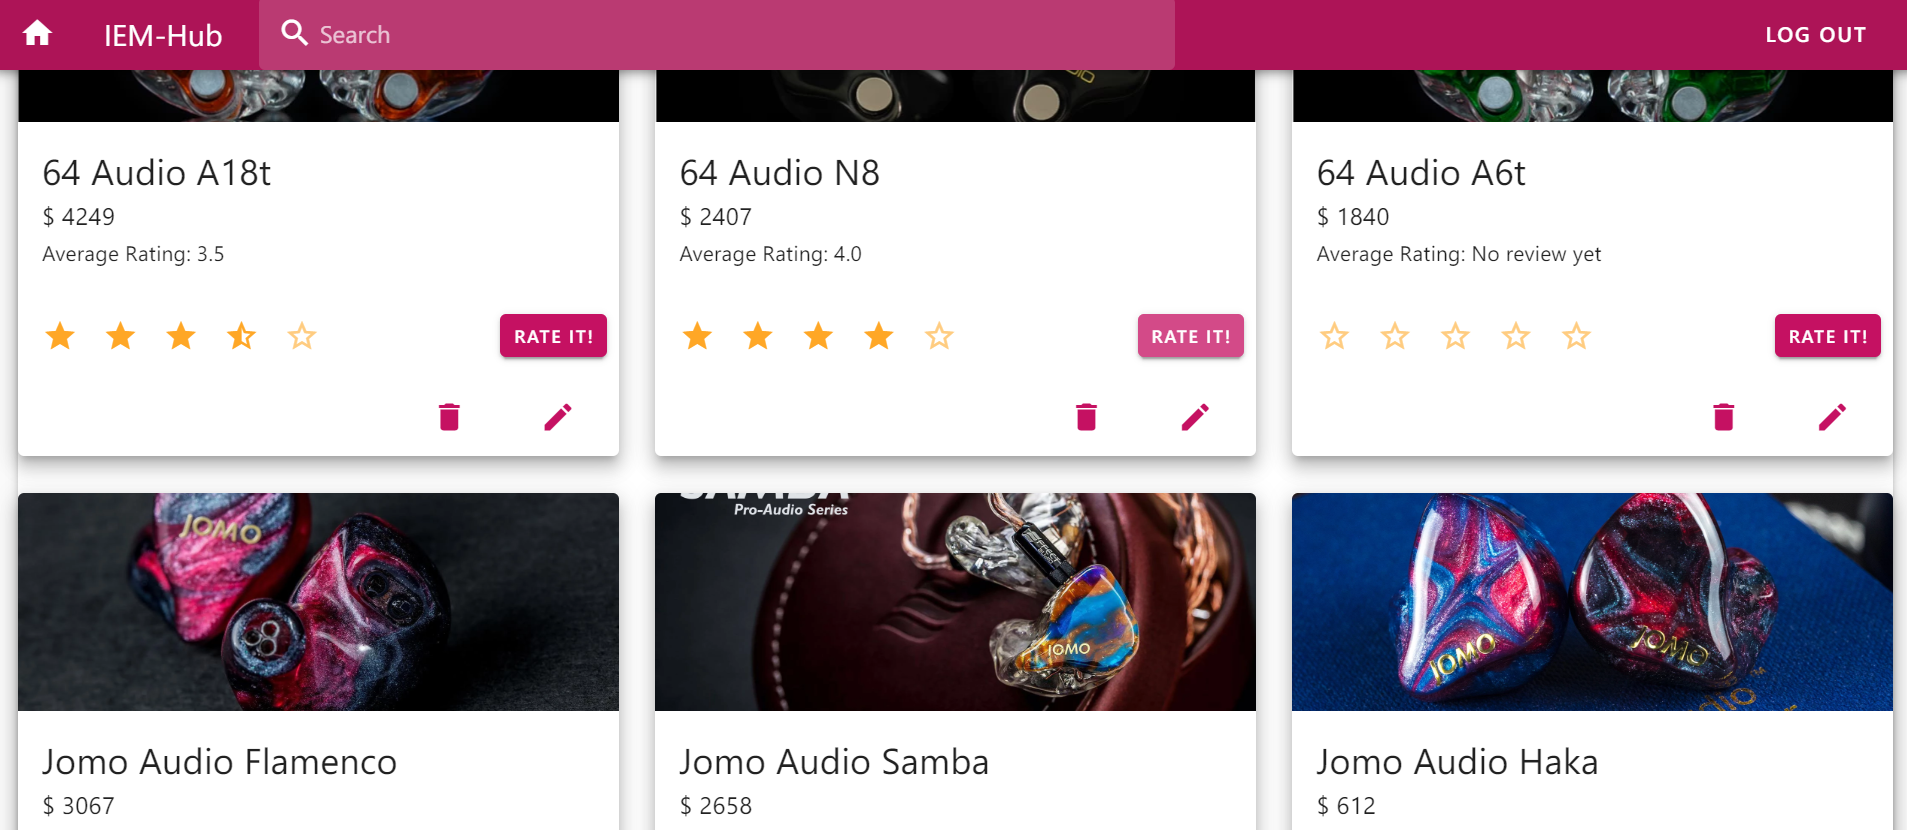 IEM-Hub
Search
LOG OUT
64 Audio A18t
$ 4249
Average Rating: 3.5
RATE IT!
64 Audio N8
$ 2407
Average Rating: 4.0
RATE IT!
64 Audio A6t
$ 1840
Average Rating: No review yet
RATE IT!
JOMO
Jomo Audio Flamenco
$ 3067
SAMBA
Pro-Audio Series
JOMO
Jomo Audio Samba
$ 2658
JOMO
JOMO
Jomo Audio Haka
$ 612